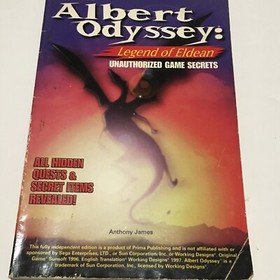 Albert
Odyssey:
Legend of Eldean
UNAUTHORIZED GAME SECRETS
ALL HIDDEN
QUESTS &
SECRET ITEMS
REVEALED!
Anthony James
This fully independent edition is a product of Prima Publishing and is not affiliated with or
sponsored by Sega Enterprises, LTD., or Sun Corporation, Inc., or Working Designs. Original
Game Sunsoft 1996. English Translation Working Designs 1997. Albert Odyssey is a
trademark of Sun Corporation, Inc., licensed by Working Designs.